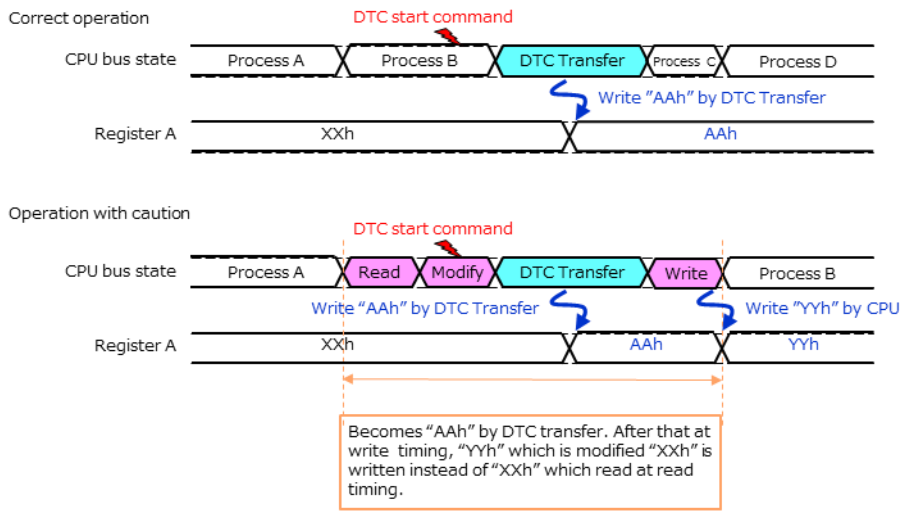 Correct operation
DTC start command
CPU bus state
Process A
Process B
DTC Transfer
Process C
Process D
Write ”AAh” by DTC Transfer
Register A
XXh
AAh
Operation with caution
DTC start command
CPU bus state
Process A
Read
Modify
DTC Transfer
Write
Process B
Write “AAh” by DTC Transfer
Write ”YYh” by CPU
Register A
XXh
AAh
YYh
Becomes “AAh” by DTC transfer. After that at
write timing, “YYh” which is modified “XXh” is
written instead of “XXh” which read at read
timing.